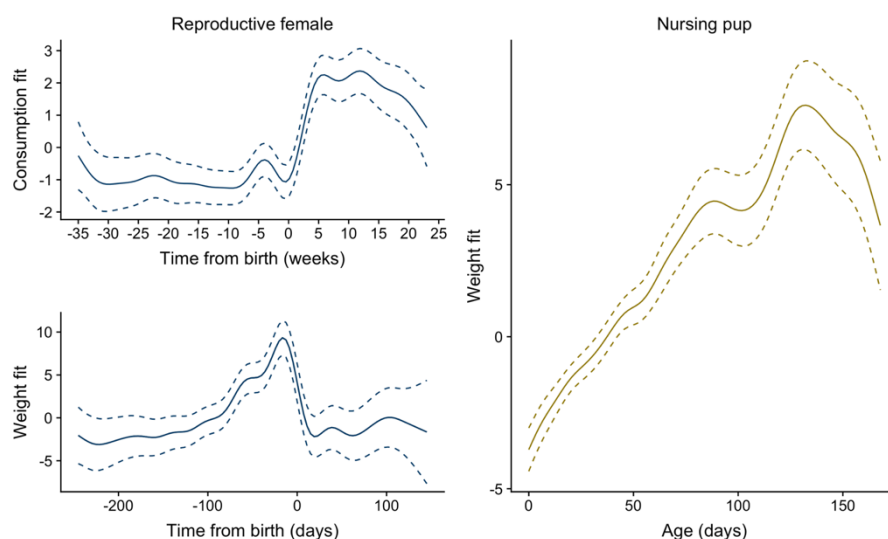 Reproductive female
Consumption fit
3
2
1
0
-1
-2
-35 -30 -25 -20 -15 -10 -5 0 5 10 15 20 25
Time from birth (weeks)
Weight fit
10
5
0
-5
-200 -100 0 100
Time from birth (days)
Nursing pup
Weight fit
5
0
-5
0 50 100 150
Age (days)